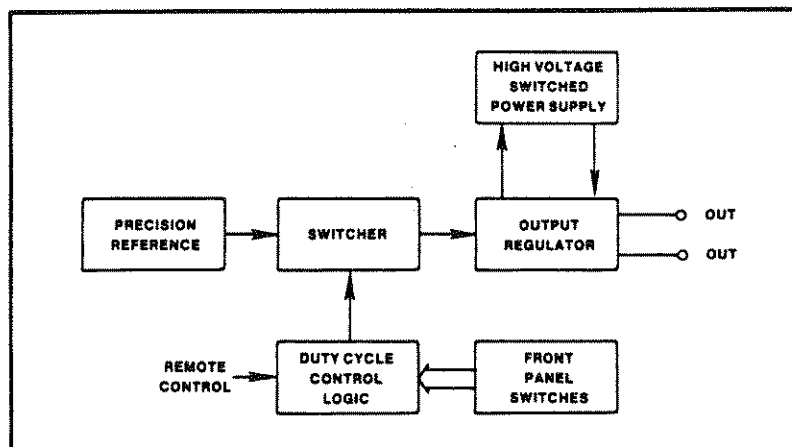 HIGH VOLTAGE
SWITCHED
POWER SUPPLY
PRECISION
REFERENCE
SWITCHER
OUTPUT
REGULATOR
OUT
OUT
REMOTE
CONTROL
DUTY CYCLE
CONTROL
LOGIC
FRONT
PANEL
SWITCHES